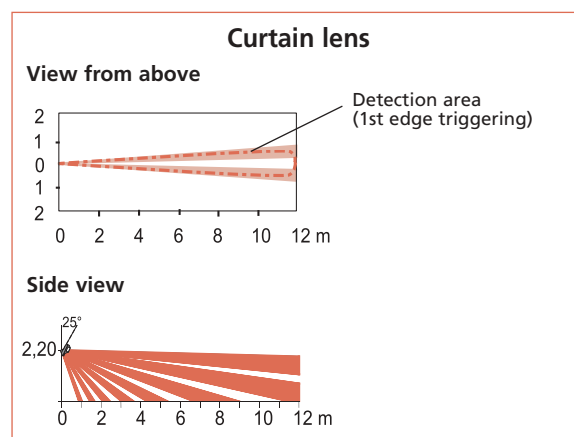 Curtain lens
View from above
Detection area
(1st edge triggering)
2
1
0
1
2
0 2 4 6 8 10 12 m
Side view
25°
2,20
0 2 4 6 8 10 12 m